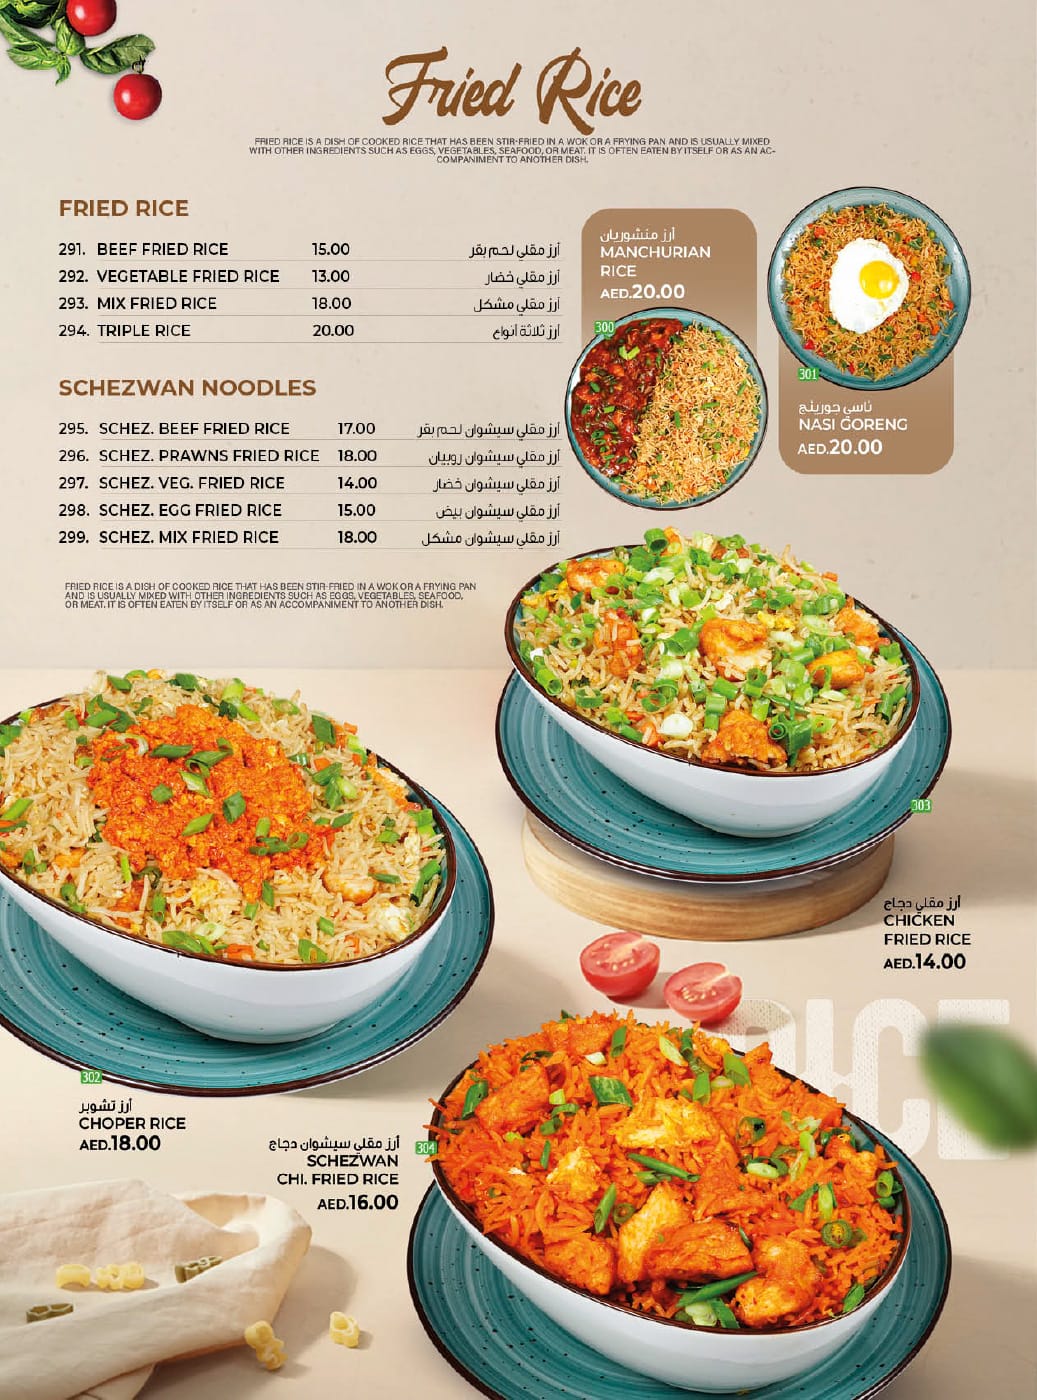 Fried Rice
FRIED RICE IS A DISH OF COOKED RICE THAT HAS BEEN STIR-FRIED IN A WOK OR A FRYING PAN AND IS USUALLY MIXED
WITH OTHER INGREDIENTS SUCH AS EGGS, VEGETABLES, SEAFOOD, OR MEAT. IT IS OFTEN EATEN BY ITSELF OR AS AN AC-
COMPANIMENT TO ANOTHER DISH.
FRIED RICE
291. BEEF FRIED RICE 15.00 أرز مقلي لحم بقر
292. VEGETABLE FRIED RICE 13.00 أرز مقلي خضار
293. MIX FRIED RICE 18.00 أرز مقلي مشكل
294. TRIPLE RICE 20.00 أرز ثلاثة أنواع
SCHEZWAN NOODLES
295. SCHEZ. BEEF FRIED RICE 17.00 أرز مقلي سيشوان لحم بقر
296. SCHEZ. PRAWNS FRIED RICE 18.00 أرز مقلي سيشوان روبيان
297. SCHEZ. VEG. FRIED RICE 14.00 أرز مقلي سيشوان خضار
298. SCHEZ. EGG FRIED RICE 15.00 أرز مقلي سيشوان بيض
299. SCHEZ. MIX FRIED RICE 18.00 أرز مقلي سيشوان مشكل
FRIED RICE IS A DISH OF COOKED RICE THAT HAS BEEN STIR-FRIED IN A WOK OR A FRYING PAN
AND IS USUALLY MIXED WITH OTHER INGREDIENTS SUCH AS EGGS, VEGETABLES, SEAFOOD,
OR MEAT. IT IS OFTEN EATEN BY ITSELF OR AS AN ACCOMPANIMENT TO ANOTHER DISH.
أرز منشوريان
MANCHURIAN
RICE
AED.20.00
300
301
ناسي جورينج
NASI GORENG
AED.20.00
303
أرز مقلي دجاج
CHICKEN
FRIED RICE
AED.14.00
RICE
302
أرز تشوبر
CHOPER RICE
AED.18.00
304
أرز مقلي سيشوان دجاج
SCHEZWAN
CHI. FRIED RICE
AED.16.00